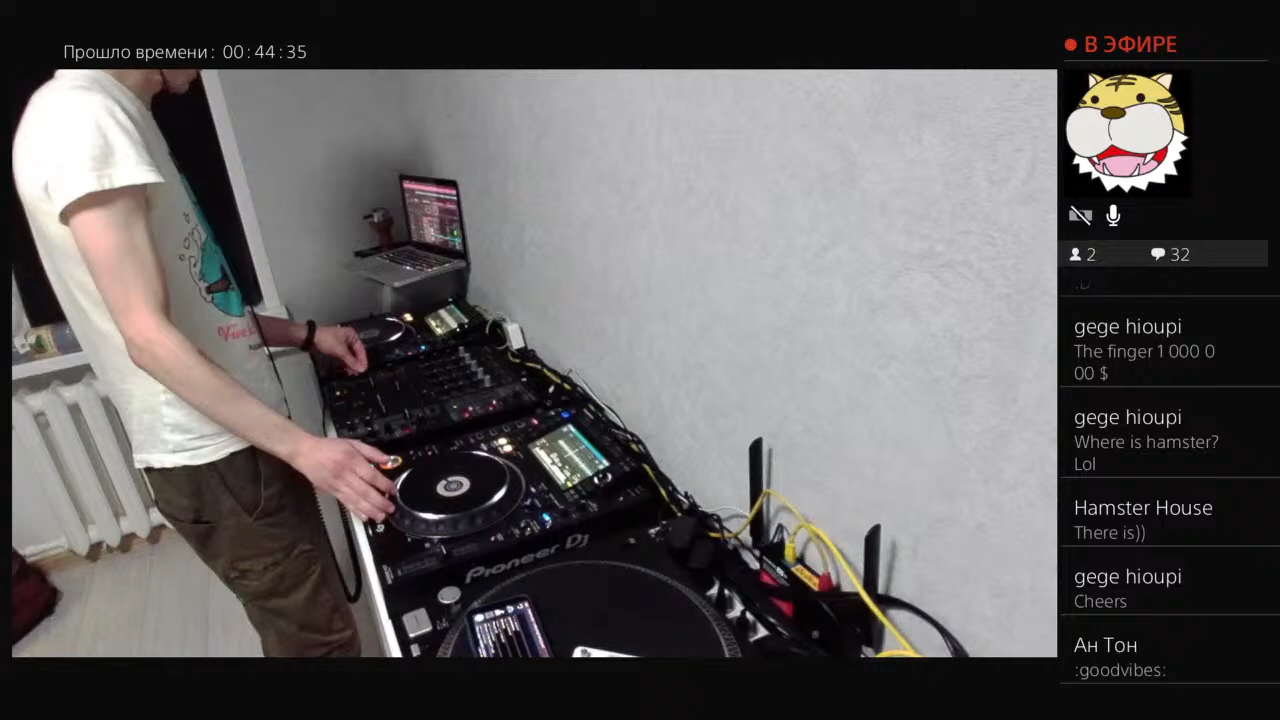 Прошло времени: 00:44:35
В ЭФИРЕ
2 32
gege hioupi
The finger 1 000 0
00 $
gege hioupi
Where is hamster?
Lol
Hamster House
There is))
gege hioupi
Cheers
Ан Тон
:goodvibes:
Pioneer Dj